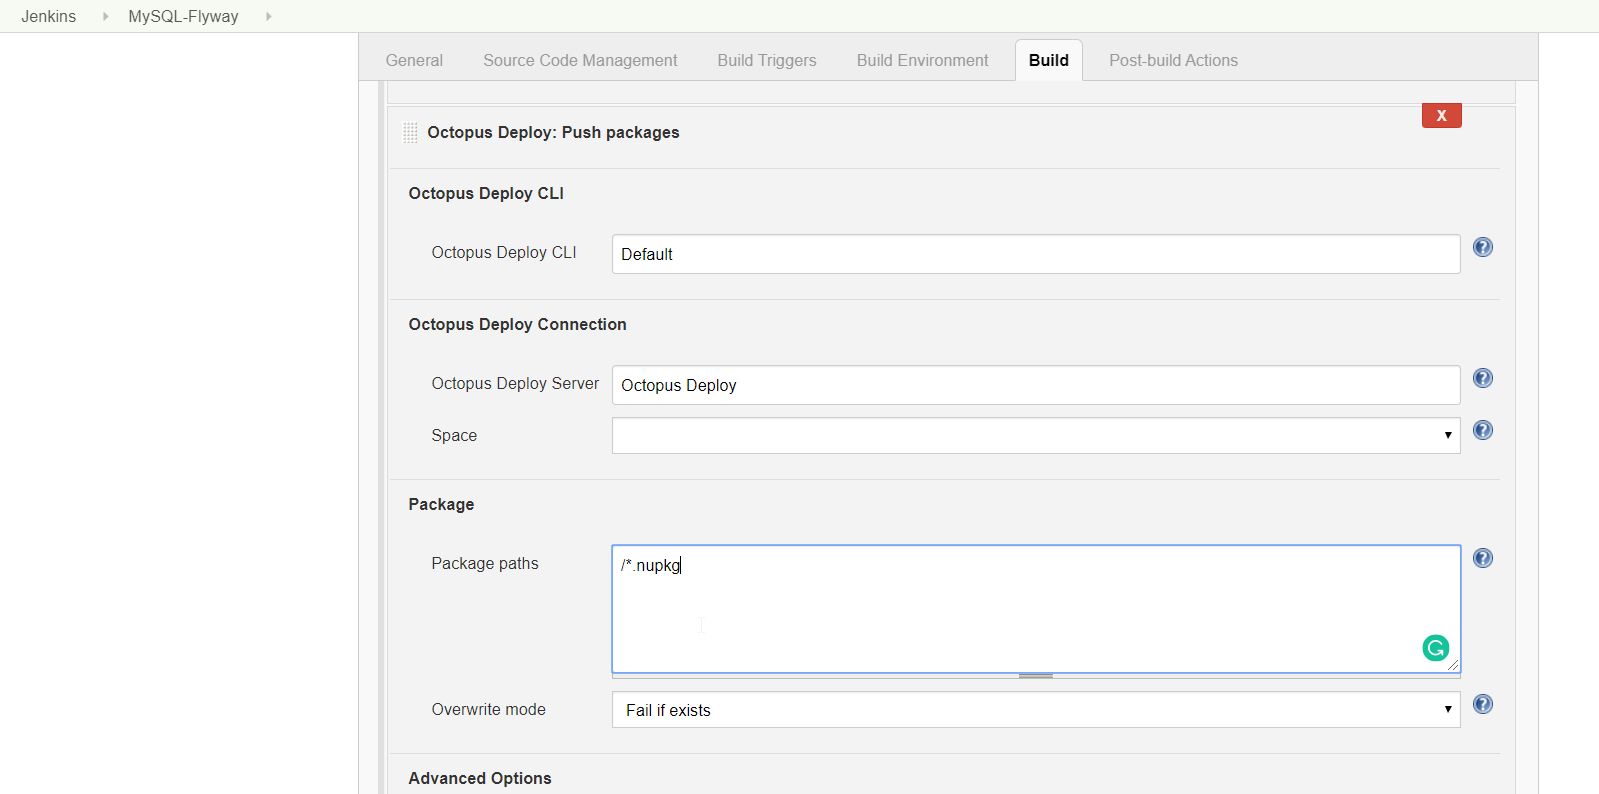 Jenkins MySQL-Flyway
General Source Code Management Build Triggers Build Environment Build Post-build Actions
X
Octopus Deploy: Push packages
Octopus Deploy CLI
Octopus Deploy CLI Default ?
Octopus Deploy Connection
Octopus Deploy Server Octopus Deploy ?
Space ?
Package
Package paths /*.nupkg ?
G
Overwrite mode Fail if exists ?
Advanced Options